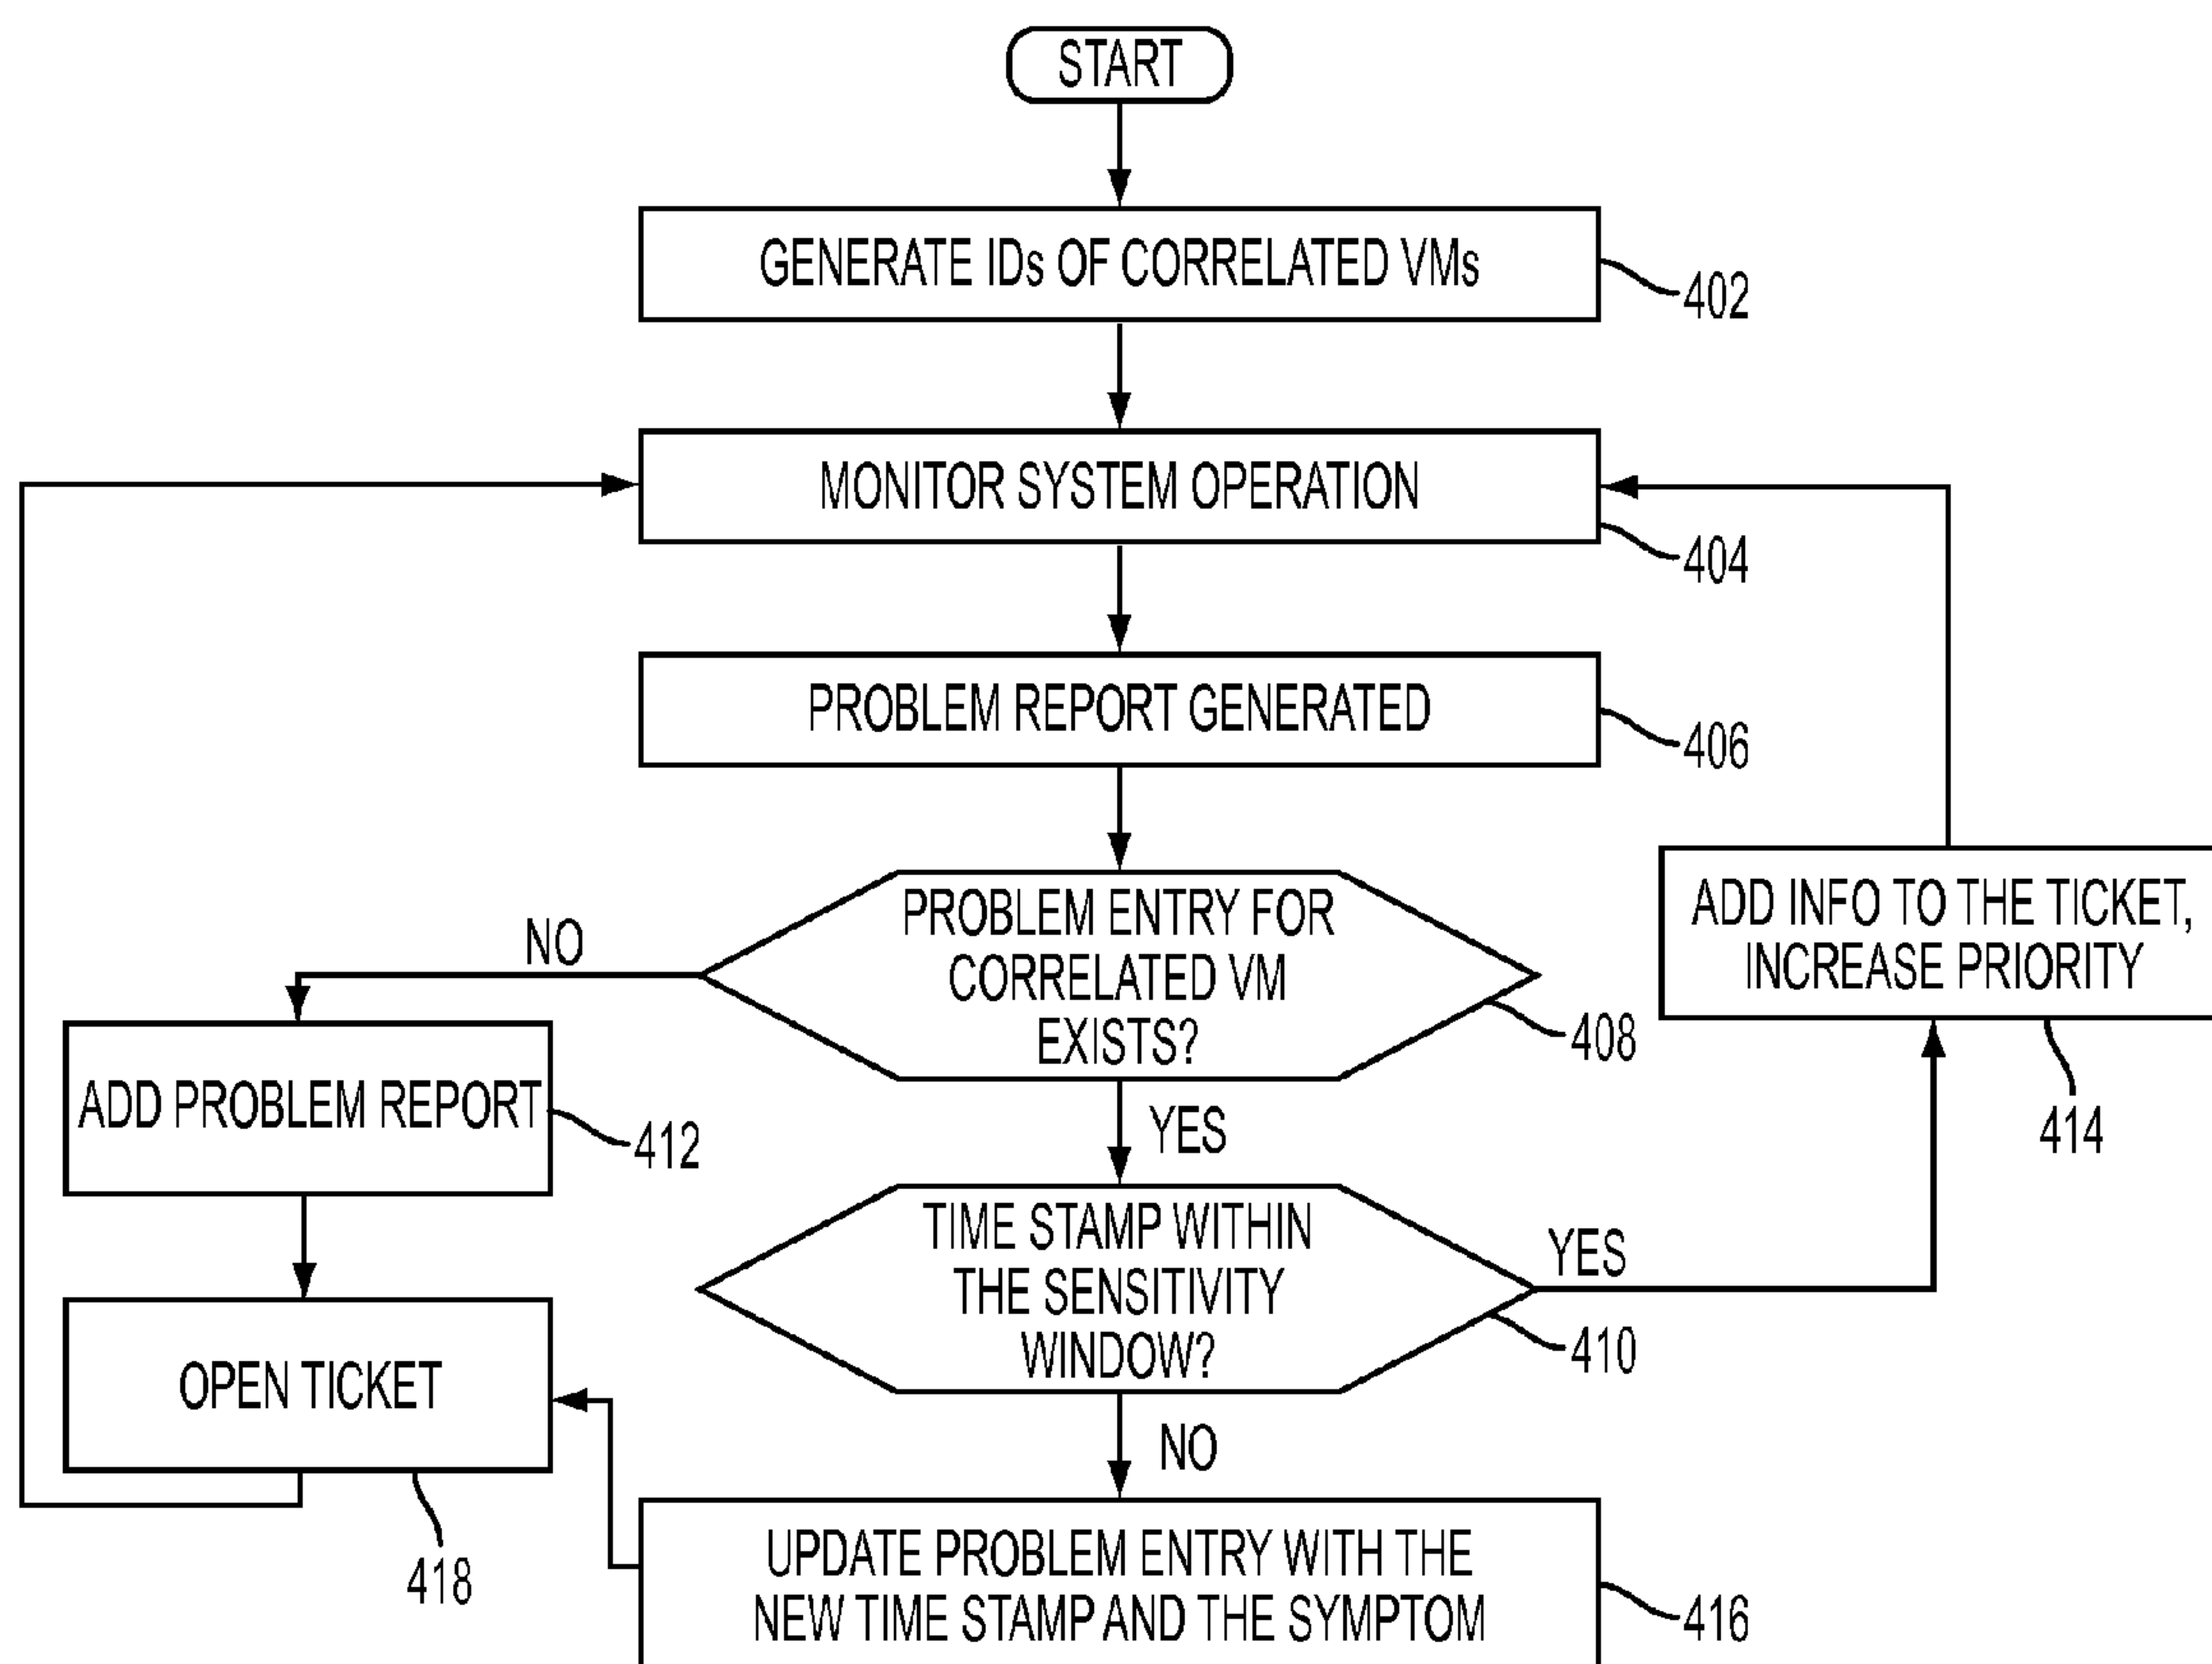 START
GENERATE IDs OF CORRELATED VMs
402
MONITOR SYSTEM OPERATION
404
PROBLEM REPORT GENERATED
406
PROBLEM ENTRY FOR
CORRELATED VM
EXISTS?
408
NO
YES
ADD INFO TO THE TICKET,
INCREASE PRIORITY
414
ADD PROBLEM REPORT
412
TIME STAMP WITHIN
THE SENSITIVITY
WINDOW?
410
YES
NO
OPEN TICKET
418
UPDATE PROBLEM ENTRY WITH THE
NEW TIME STAMP AND THE SYMPTOM
416